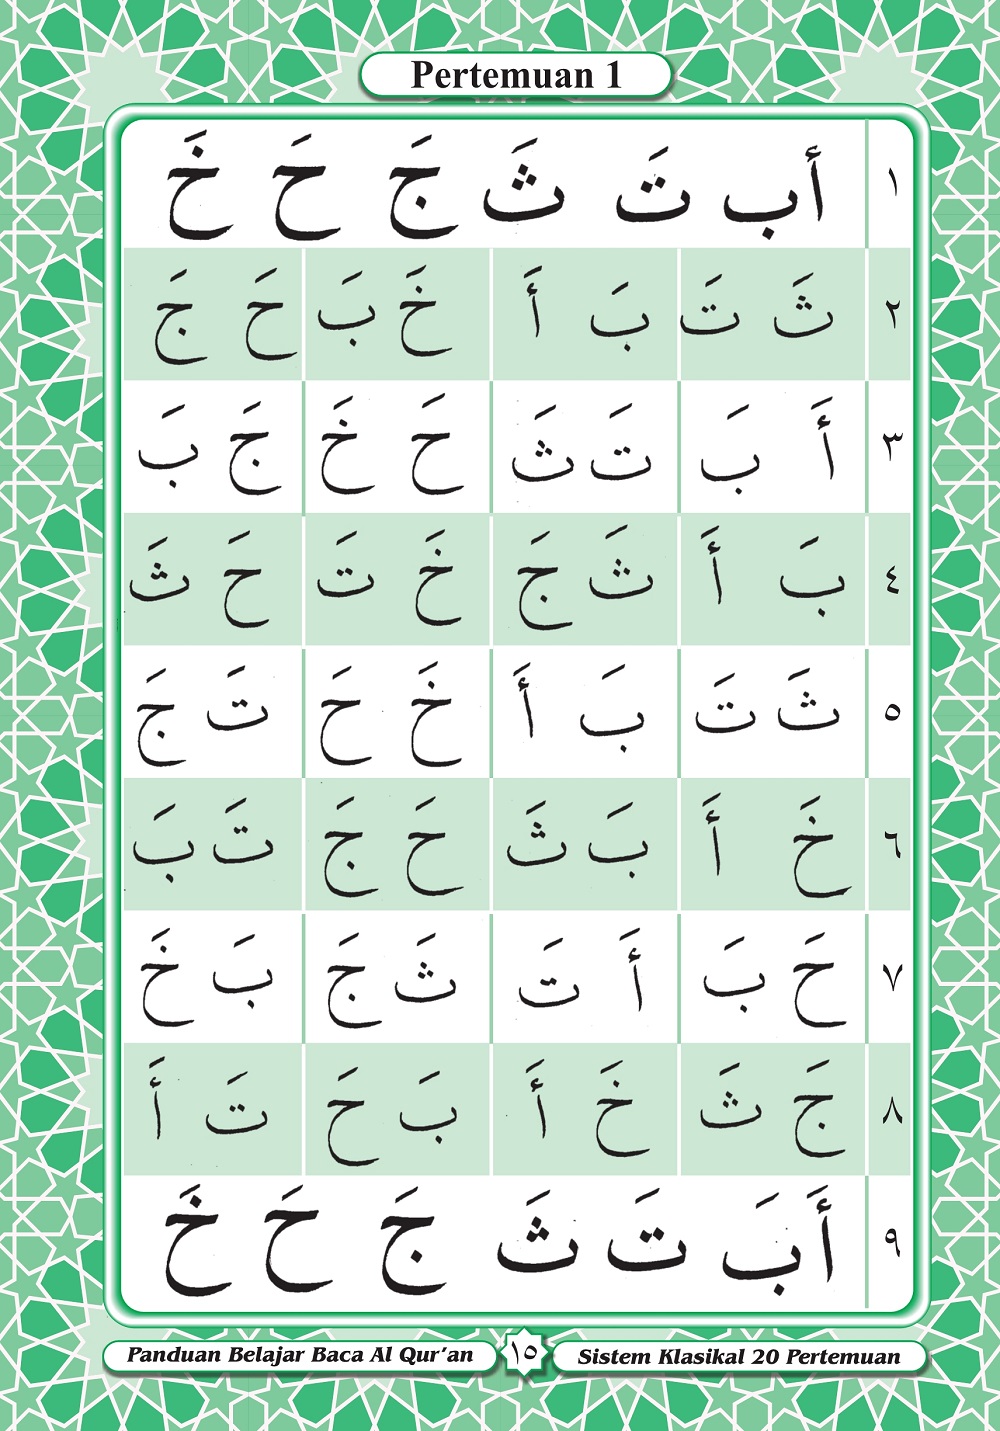 Pertemuan 1
١ أب تَ ثَ جَ حَ خَ
٢ ثَ تَ بَ أَ خَ بَ حَ جَ
٣ أَ بَ تَ ثَ حَ خَ جَ بَ
٤ بَ أَ ثَ جَ خَ تَ حَ ثَ
٥ ثَ تَ بَ أَ خَ حَ تَ جَ
٦ خَ أَ بَ ثَ حَ جَ تَ بَ
٧ حَ بَ أَ تَ ثَ جَ بَ خَ
٨ جَ ثَ خَ أَ بَ حَ تَ أَ
٩ أَبَ تَ ثَ جَ حَ خَ
Panduan Belajar Baca Al Qur'an ١٥ Sistem Klasikal 20 Pertemuan